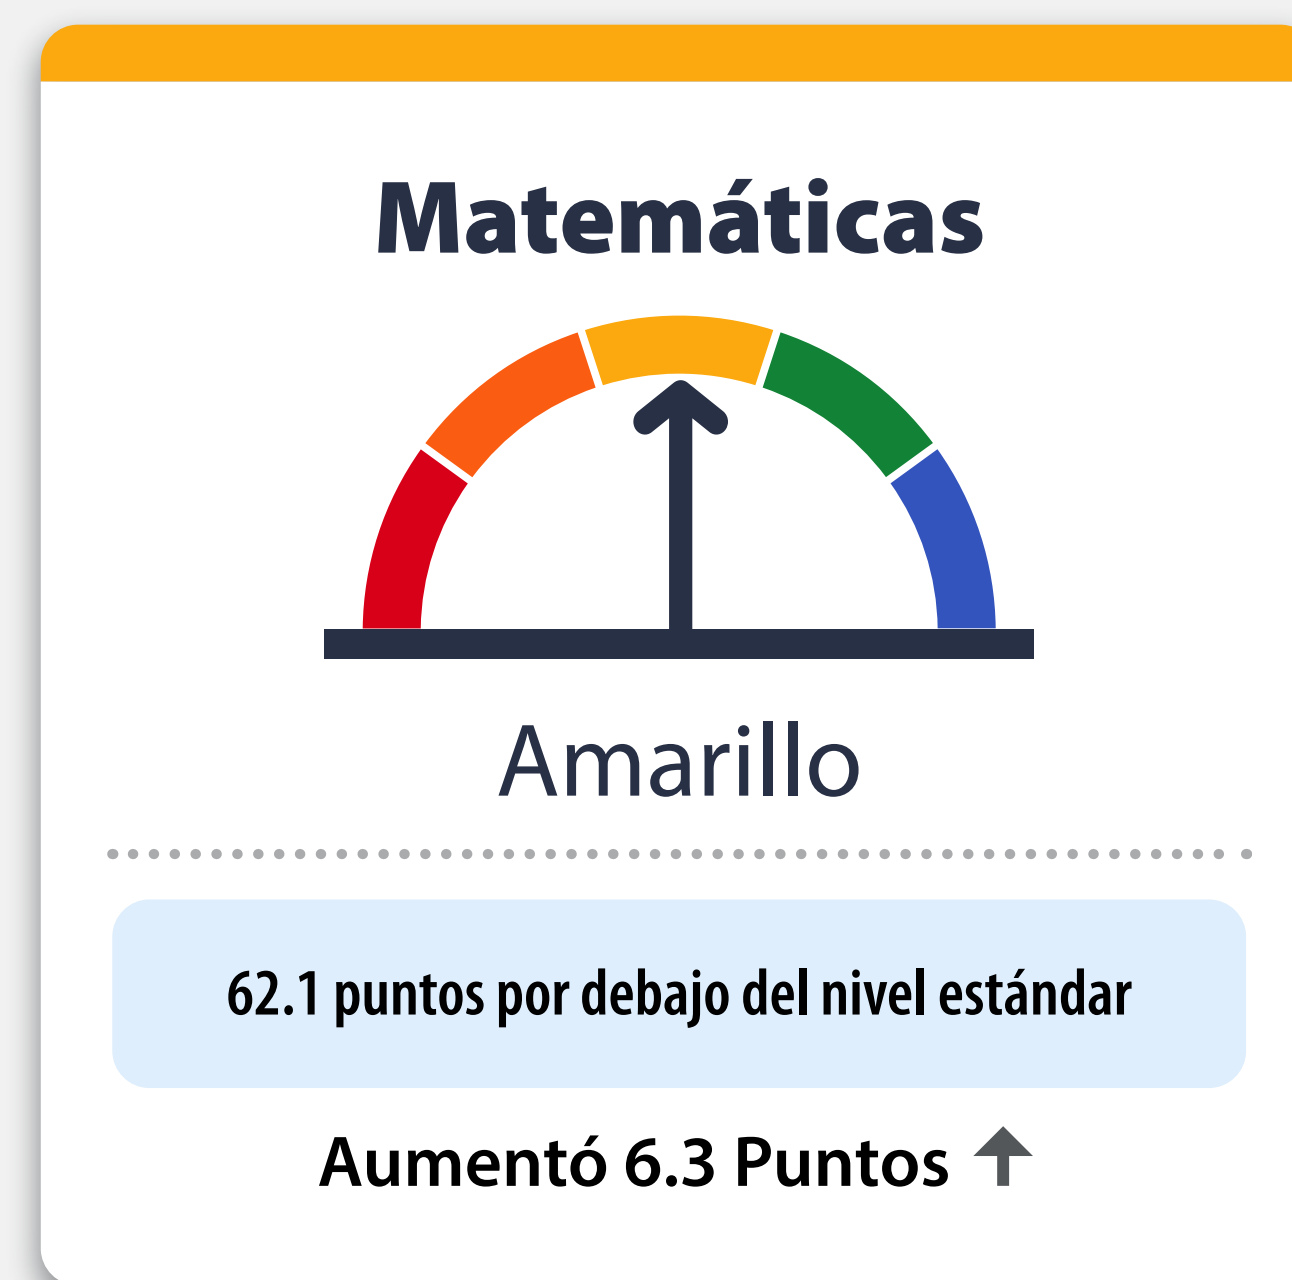 Matemáticas
Amarillo
62.1 puntos por debajo del nivel estándar
Aumentó 6.3 Puntos